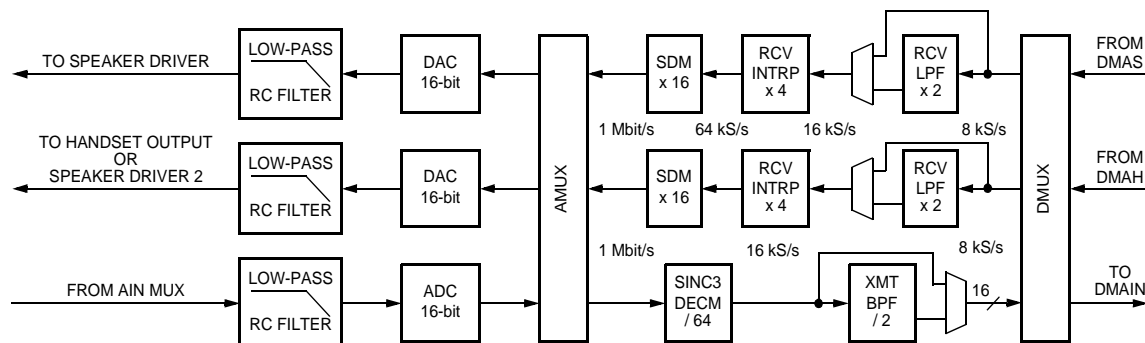 LOW-PASS
RC FILTER
DAC
16-bit
SDM
x 16
RCV
INTRP
x 4
RCV
LPF
x 2
FROM
DMAS
TO SPEAKER DRIVER
1 Mbit/s
64 kS/s
16 kS/s
8 kS/s
TO HANDSET OUTPUT
OR
SPEAKER DRIVER 2
LOW-PASS
RC FILTER
DAC
16-bit
AMUX
SDM
x 16
RCV
INTRP
x 4
RCV
LPF
x 2
DMUX
FROM
DMAH
1 Mbit/s
16 kS/s
8 kS/s
FROM AIN MUX
LOW-PASS
RC FILTER
ADC
16-bit
SINC3
DECM
/ 64
XMT
BPF
/ 2
16
TO
DMAIN